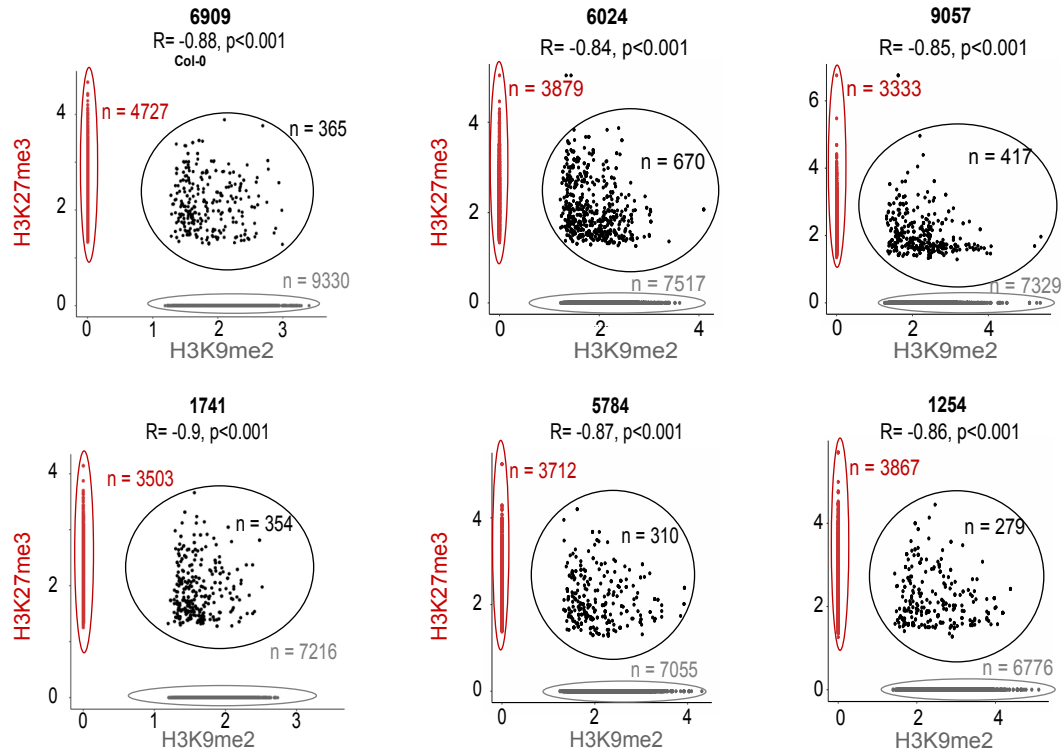 6909
R= -0.88, p<0.001
Col-0
n = 4727
n = 365
n = 9330
H3K27me3
4
2
0
0
1
2
3
H3K9me2
6024
R= -0.84, p<0.001
n = 3879
n = 670
n = 7517
4
2
0
0
2
4
H3K9me2
9057
R= -0.85, p<0.001
n = 3333
n = 417
n = 7329
6
4
2
0
0
2
4
H3K9me2
1741
R= -0.9, p<0.001
n = 3503
n = 354
n = 7216
H3K27me3
4
2
0
0
1
2
3
H3K9me2
5784
R= -0.87, p<0.001
n = 3712
n = 310
n = 7055
4
2
0
0
2
4
H3K9me2
1254
R= -0.86, p<0.001
n = 3867
n = 279
n = 6776
4
2
0
0
2
4
H3K9me2